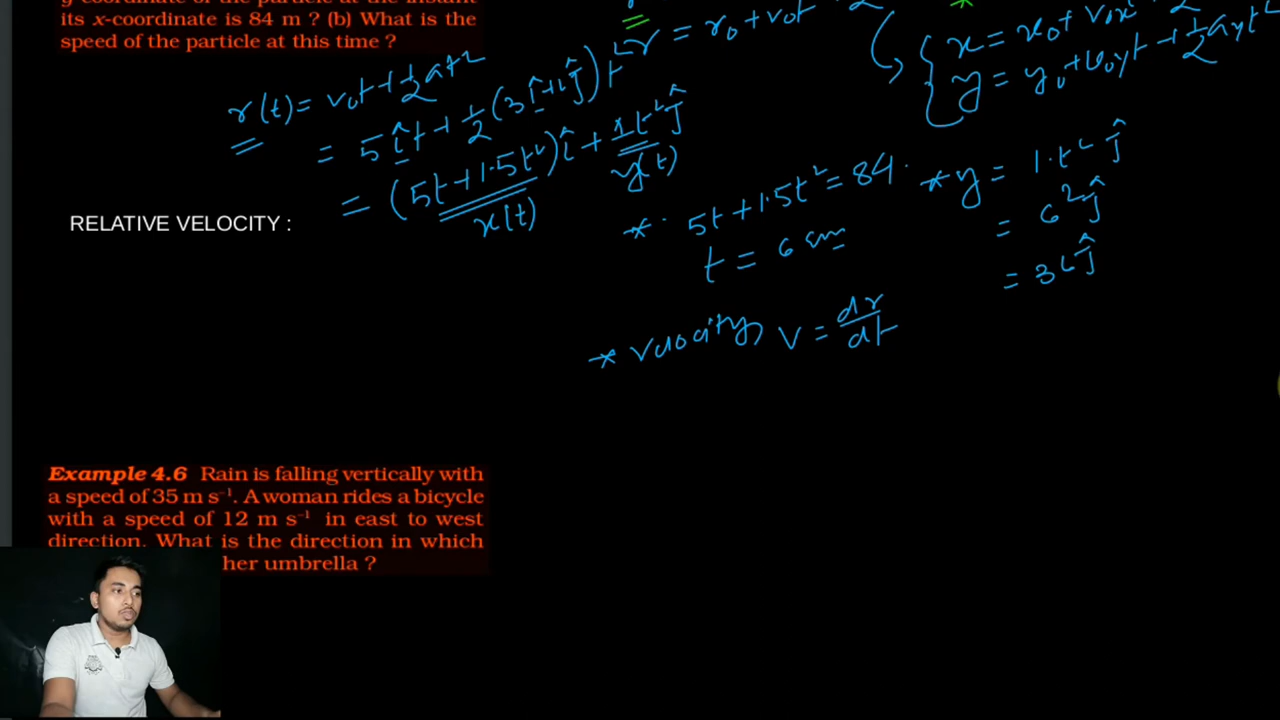 its x-coordinate is 84 m ? (b) What is the
speed of the particle at this time ?
r = r₀ + v₀t
x = x₀ + v₀x
y = y₀ + v₀yt + ½ayt²
r(t) = v₀t + ½at²
= 5î t + ½(3î + 2ĵ) t²
= (5t + 1.5t²)î + 1t²ĵ
x(t) y(t)
* 5t + 1.5t² = 84.
t = 6
* y = 1.t² ĵ
= 6² ĵ
= 36 ĵ
RELATIVE VELOCITY :
* velocity, v = dr/dt
Example 4.6 Rain is falling vertically with
a speed of 35 m s⁻¹. A woman rides a bicycle
with a speed of 12 m s⁻¹ in east to west
direction. What is the direction in which
her umbrella ?